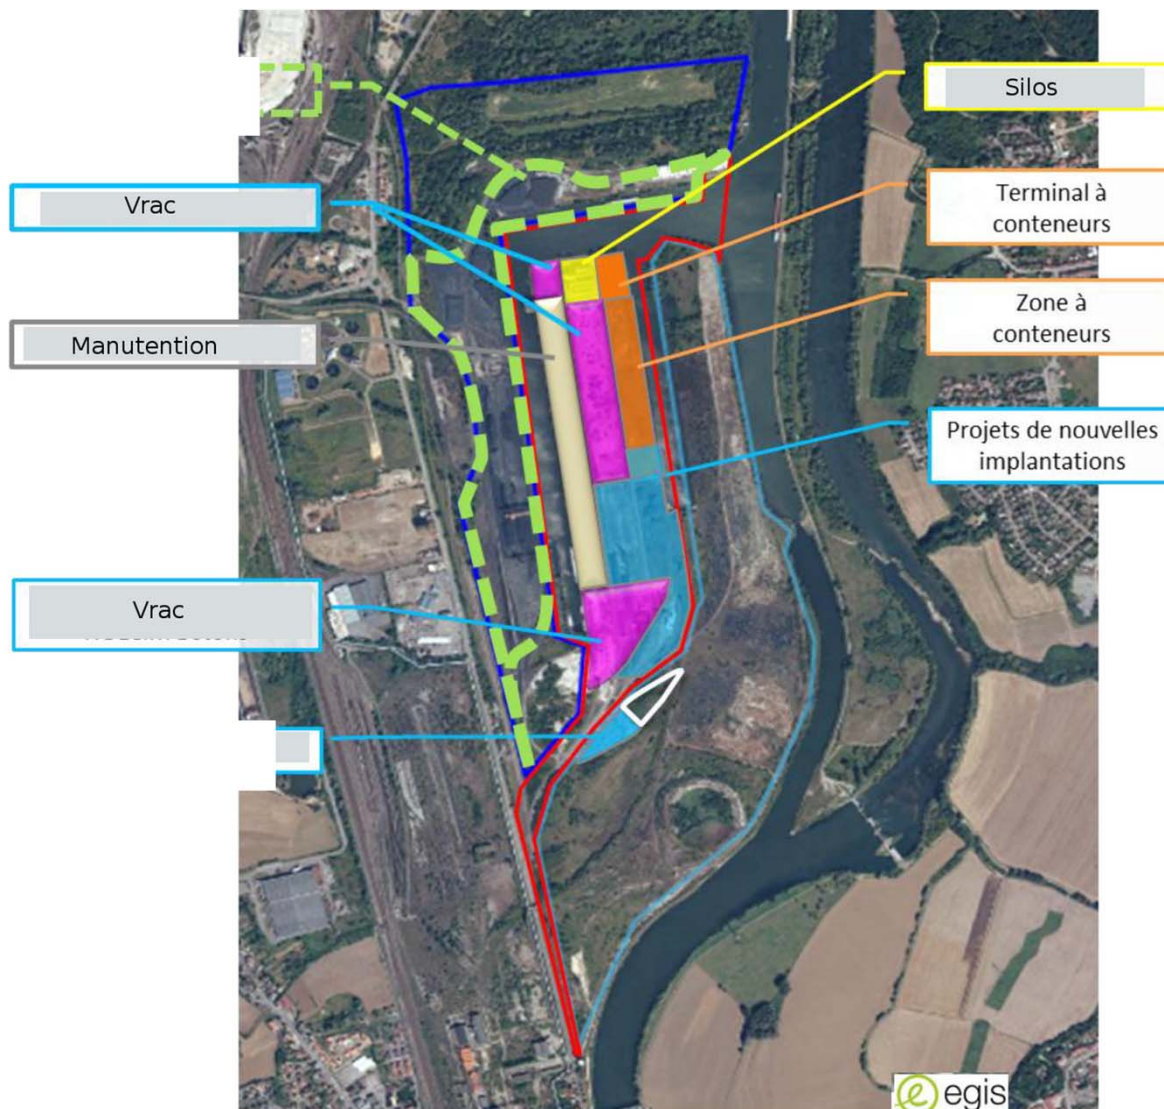 Silos
Vrac
Terminal à
conteneurs
Manutention
Zone à
conteneurs
Projets de nouvelles
implantations
Vrac
egis